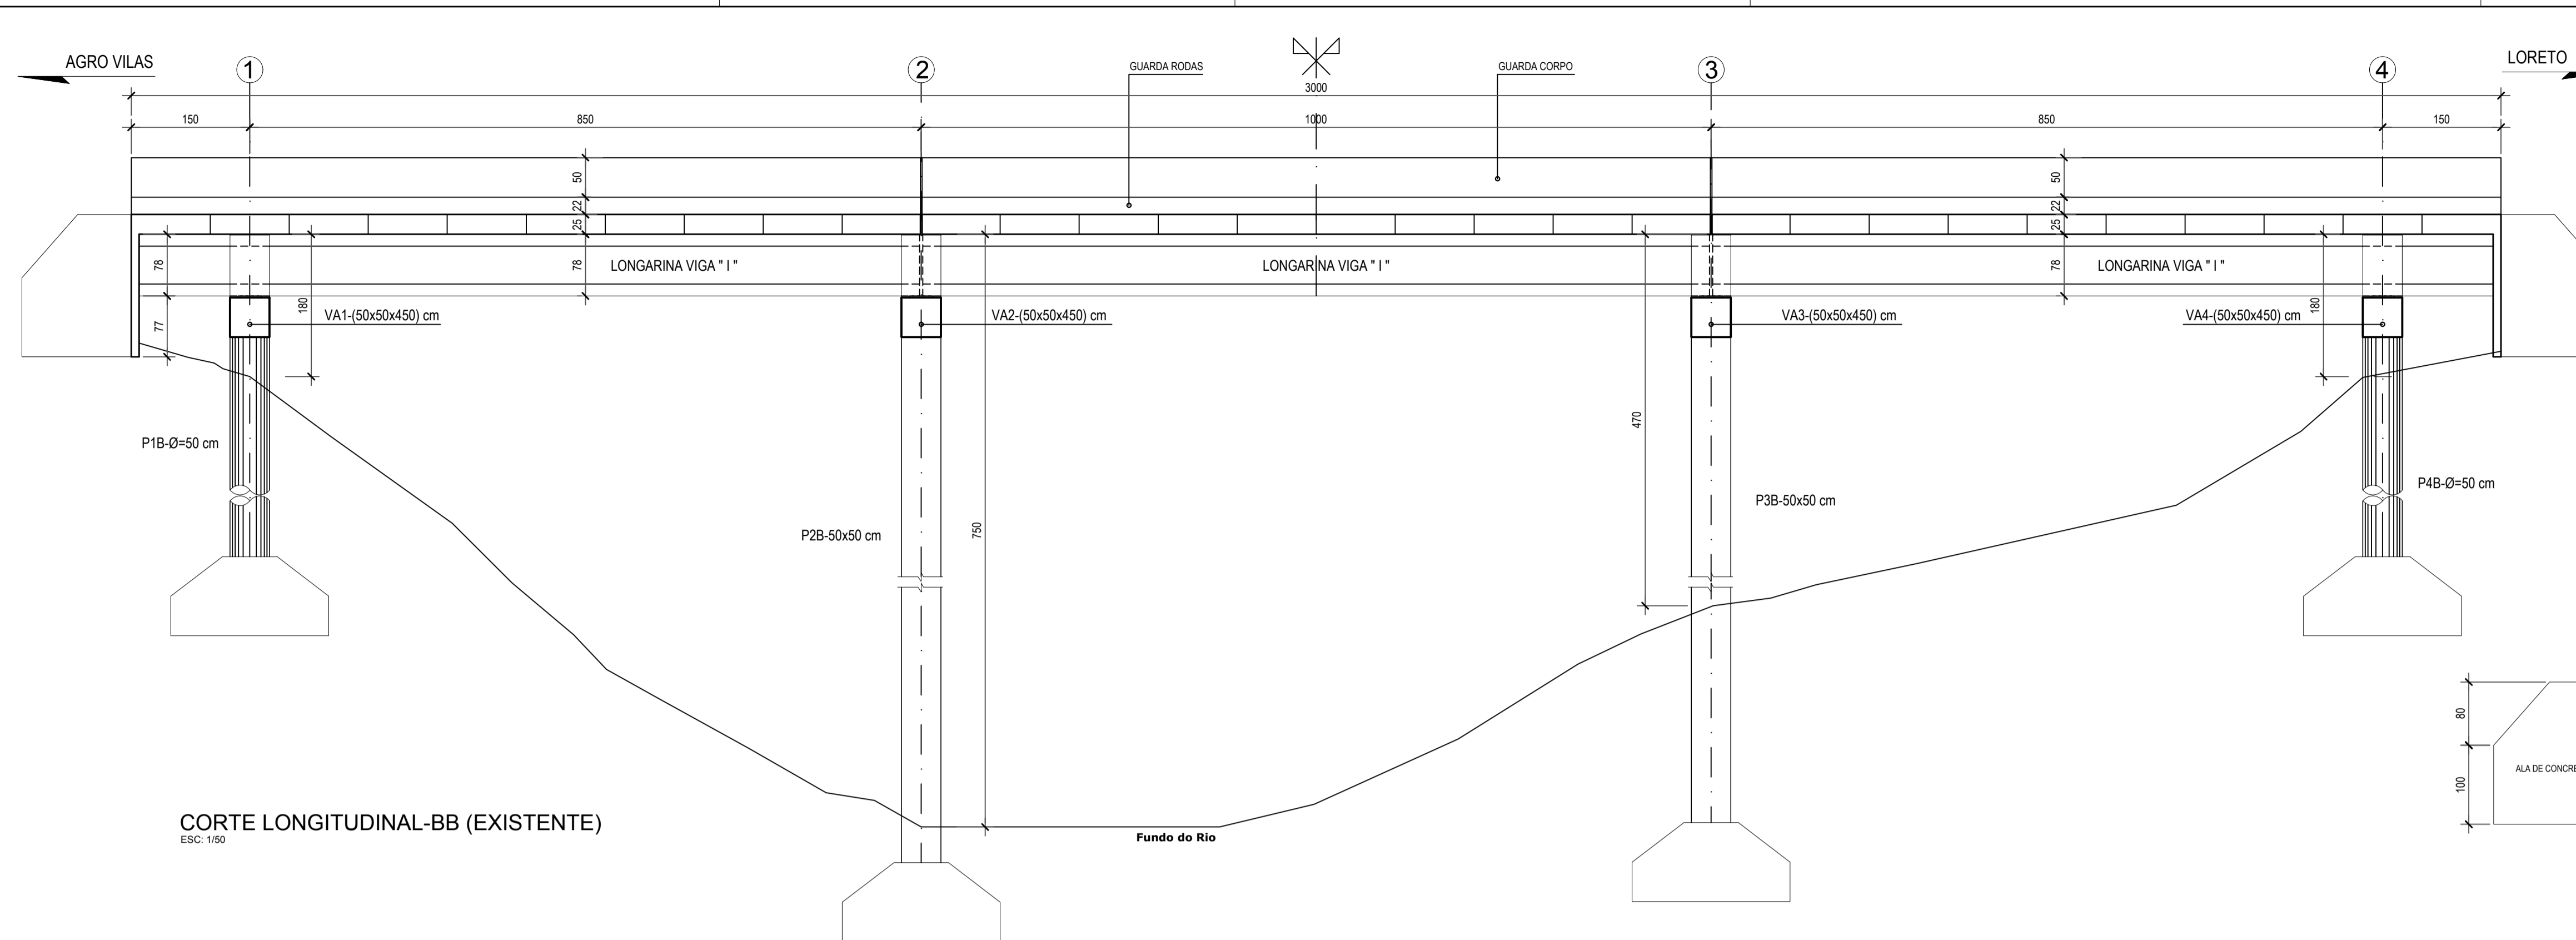 AGRO VILAS
1
2
GUARDA RODAS
GUARDA CORPO
3
4
LORETO
3000
150
850
1000
850
150
50
22
25
78
50
22
25
78
78
77
180
LONGARINA VIGA " I "
LONGARINA VIGA " I "
LONGARINA VIGA " I "
VA1-(50x50x450) cm
VA2-(50x50x450) cm
VA3-(50x50x450) cm
VA4-(50x50x450) cm
180
P1B-Ø=50 cm
P2B-50x50 cm
750
470
P3B-50x50 cm
P4B-Ø=50 cm
80
100
ALA DE CONCRE
CORTE LONGITUDINAL-BB (EXISTENTE)
ESC: 1/50
Fundo do Rio